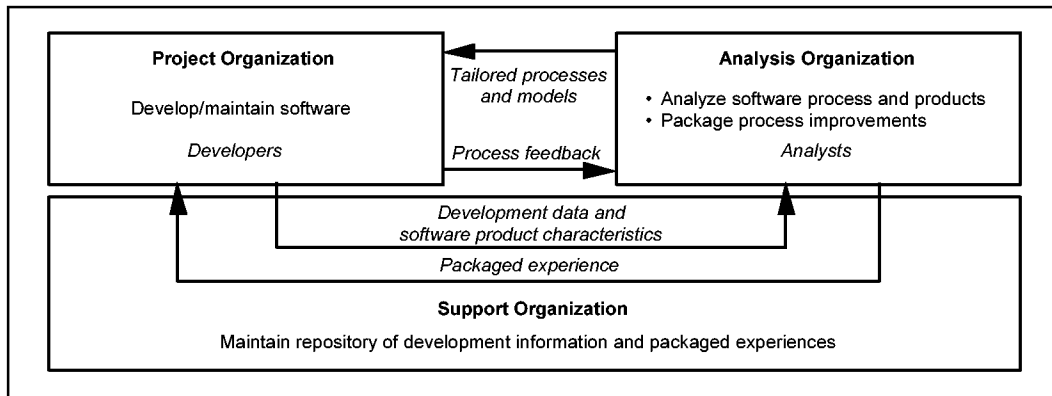 Project Organization
Develop/maintain software
Developers
Tailored processes
and models
Process feedback
Analysis Organization
• Analyze software process and products
• Package process improvements
Analysts
Development data and
software product characteristics
Packaged experience
Support Organization
Maintain repository of development information and packaged experiences